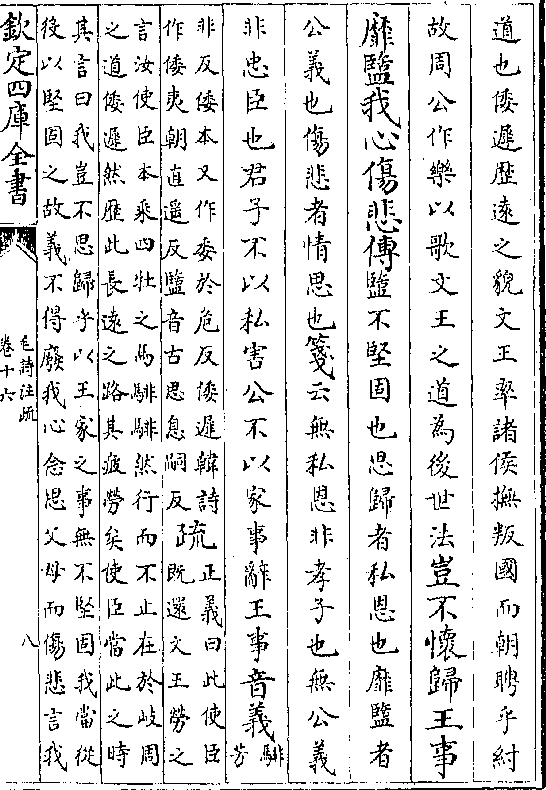 道也倭遲歴遠之貌文王率諸侯撫叛國而朝聘乎紂
故周公作樂以歌文王之道為後世法豈不懷歸王事
靡盬我心傷悲傳盬不堅固也思歸者私恩也靡盬者
公義也傷悲者情思也箋云無私恩非孝子也無公義
非忠臣也君子不以私害公不以家事辭王事音義騑芳
非反倭本又作委於危反倭遲韓詩
作倭夷朝直遥反盬音古思息嗣反疏正義曰此使臣
既還文王勞之
言汝使臣本乘四牡之馬騑騑然行而不止在於岐周
之道倭遲然歴此長遠之路其疲勞矣使臣當此之時
其言曰我豈不思歸乎以王家之事無不堅固我當從
後以堅固之故義不得廢我心念思父母而傷悲言我
欽定四庫全書
毛詩注疏
卷十六
八